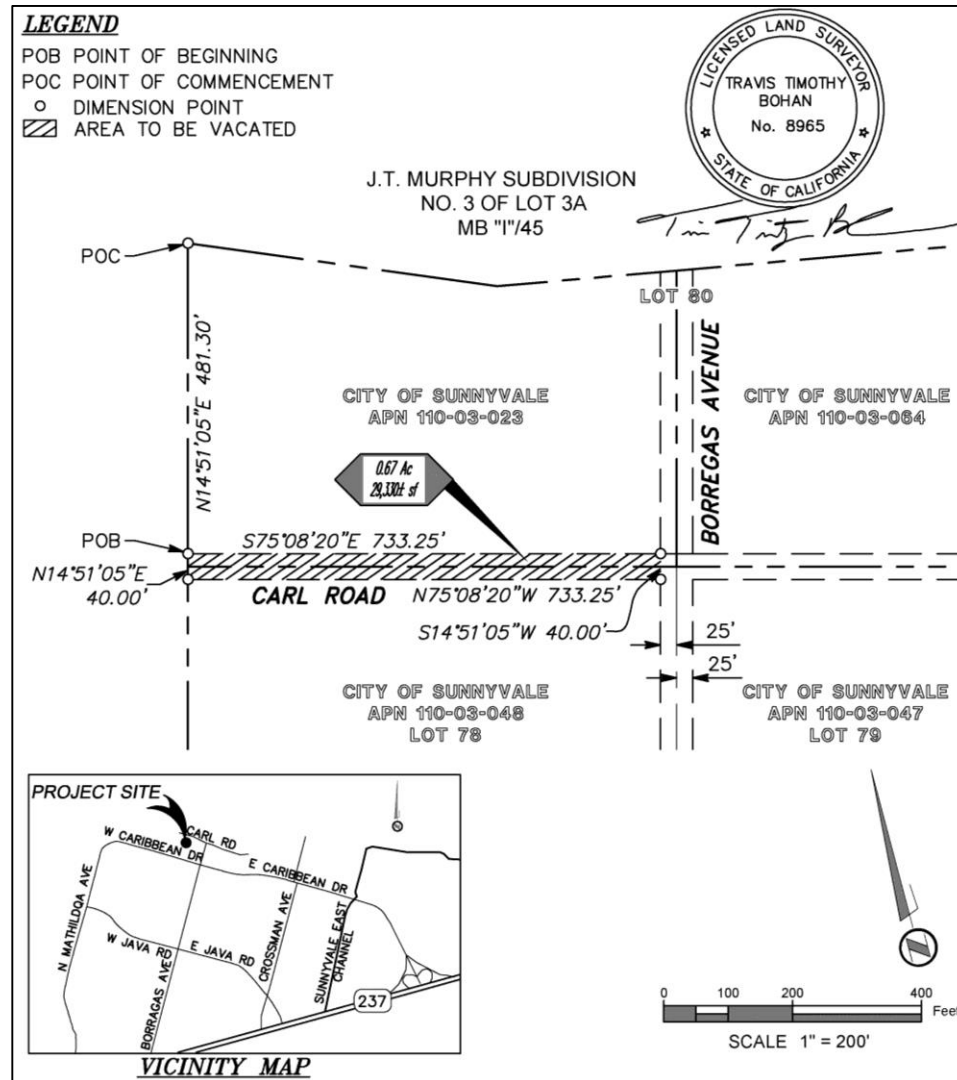 LEGEND
POB POINT OF BEGINNING
POC POINT OF COMMENCEMENT
DIMENSION POINT
AREA TO BE VACATED
LICENSED LAND SURVEYOR
TRAVIS TIMOTHY
BOHAN
No. 8965
STATE OF CALIFORNIA
J.T. MURPHY SUBDIVISION
NO. 3 OF LOT 3A
MB "I"/45
POC
LOT 80
N14°51'05"E 481.30'
CITY OF SUNNYVALE
APN 110-03-023
BORREGAS AVENUE
CITY OF SUNNYVALE
APN 110-03-064
0.67 Ac
29,330± sf
POB
S75°08'20"E 733.25'
N14°51'05"E
40.00'
CARL ROAD
N75°08'20"W 733.25'
S14°51'05"W 40.00'
25'
25'
CITY OF SUNNYVALE
APN 110-03-048
LOT 78
CITY OF SUNNYVALE
APN 110-03-047
LOT 79
PROJECT SITE
CARL RD
W CARIBBEAN DR
E CARIBBEAN DR
N MATHILDQA AVE
W JAVA RD
E JAVA RD
BORRAGAS AVE
CROSSMAN AVE
SUNNYVALE EAST
CHANNEL
237
VICINITY MAP
N
0 100 200 400
Feet
SCALE 1" = 200'